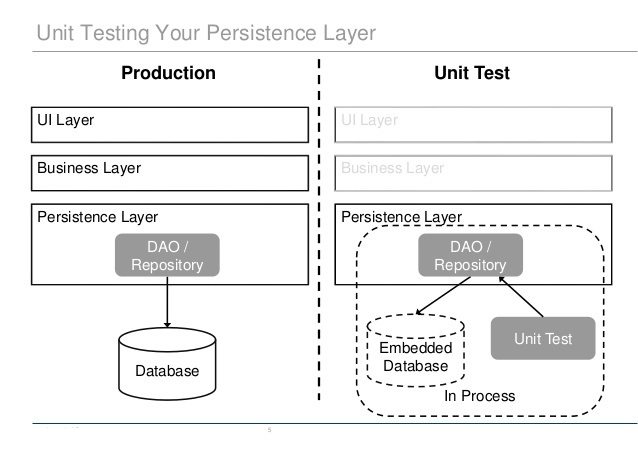 Unit Testing Your Persistence Layer
Production
UI Layer
Business Layer
Persistence Layer
DAO /
Repository
Database
Unit Test
UI Layer
Business Layer
Persistence Layer
DAO /
Repository
Embedded
Database
Unit Test
In Process